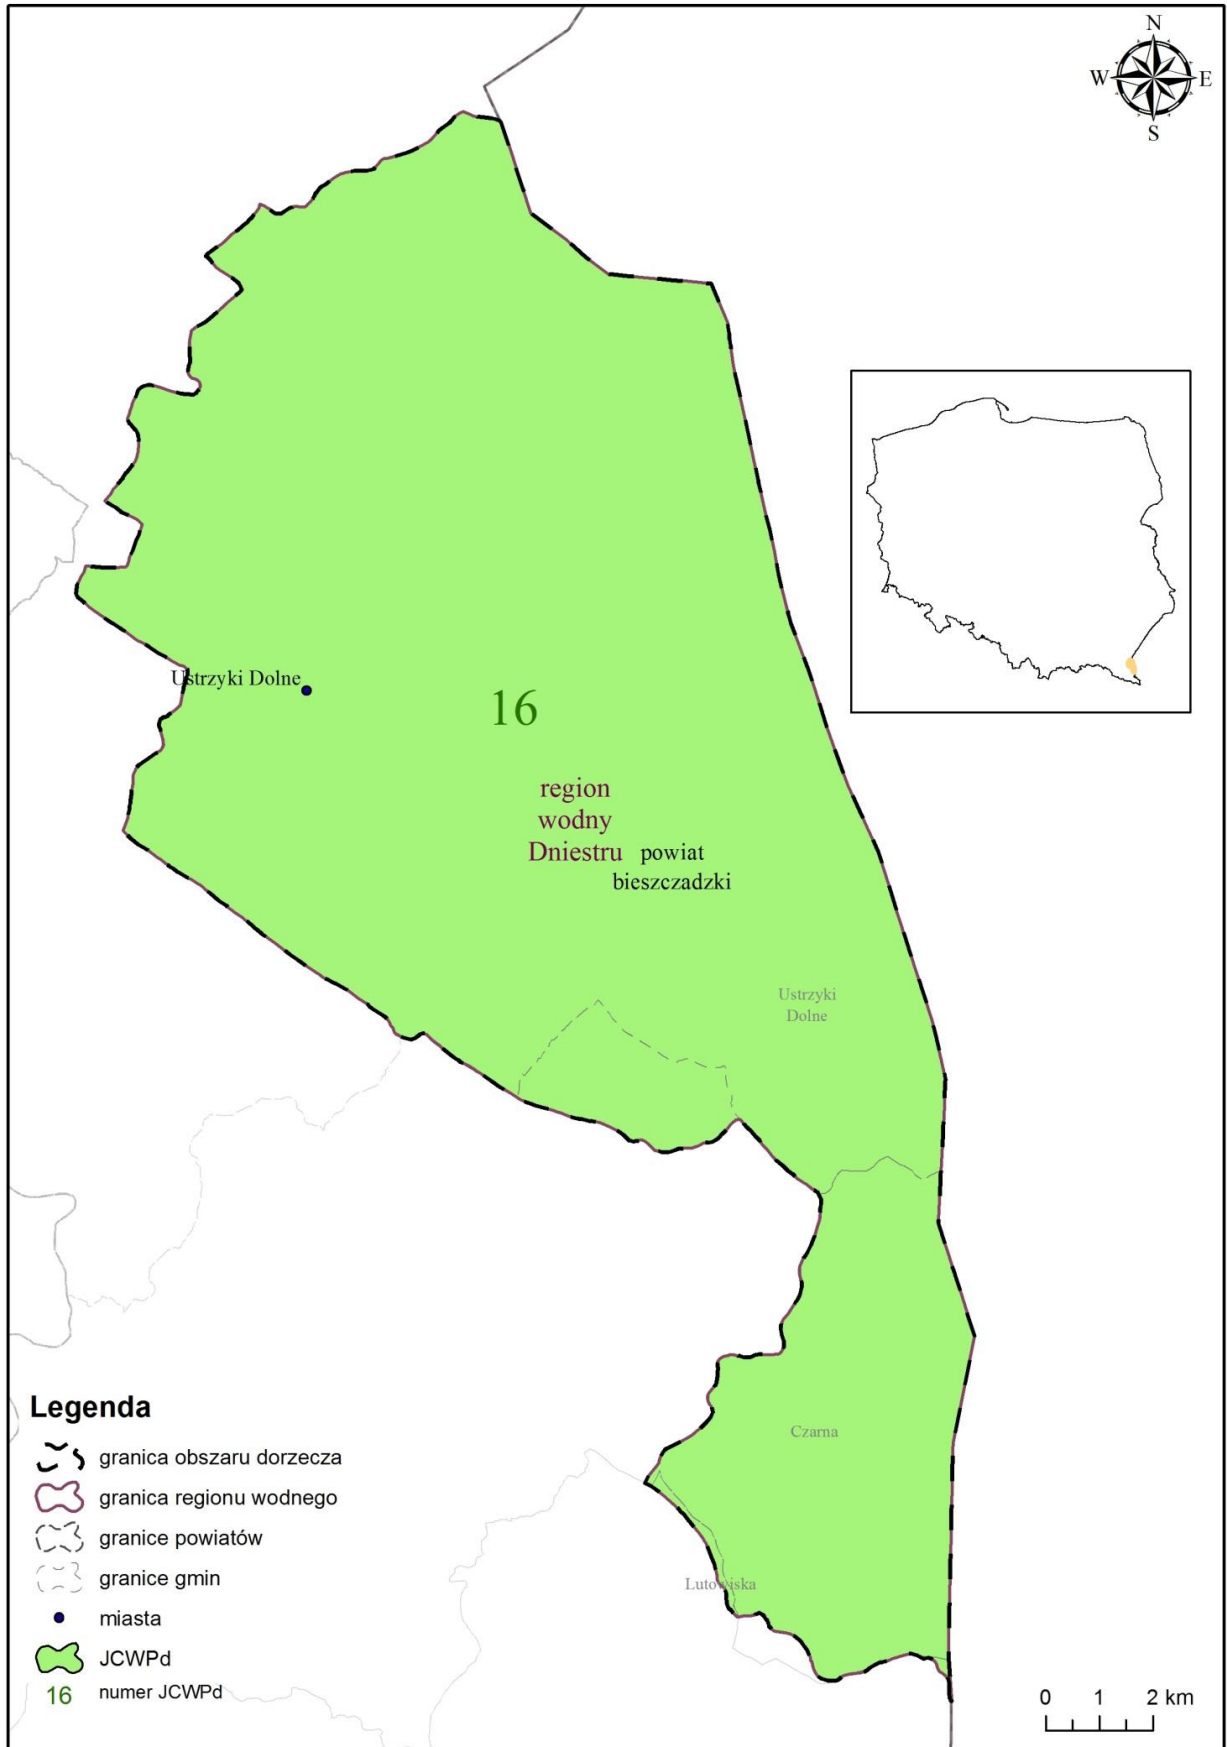 N
W E
S
Ustrzyki Dolne
16
region
wodny
Dniestru
powiat
bieszczadzki
Ustrzyki
Dolne
Czarna
Lutowiska
Legenda
granica obszaru dorzecza
granica regionu wodnego
granice powiatów
granice gmin
miasta
JCWPd
16 numer JCWPd
0 1 2 km